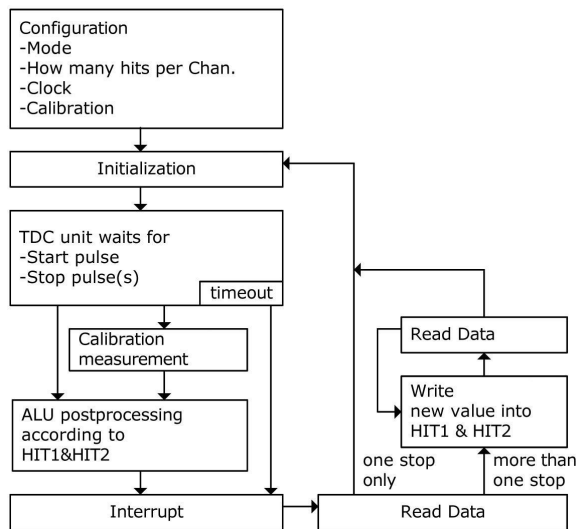 Configuration
-Mode
-How many hits per Chan.
-Clock
-Calibration
Initialization
TDC unit waits for
-Start pulse
-Stop pulse(s)
timeout
Calibration
measurement
ALU postprocessing
according to
HIT1&HIT2
Interrupt
Read Data
Write
new value into
HIT1 & HIT2
one stop
only
more than
one stop
Read Data